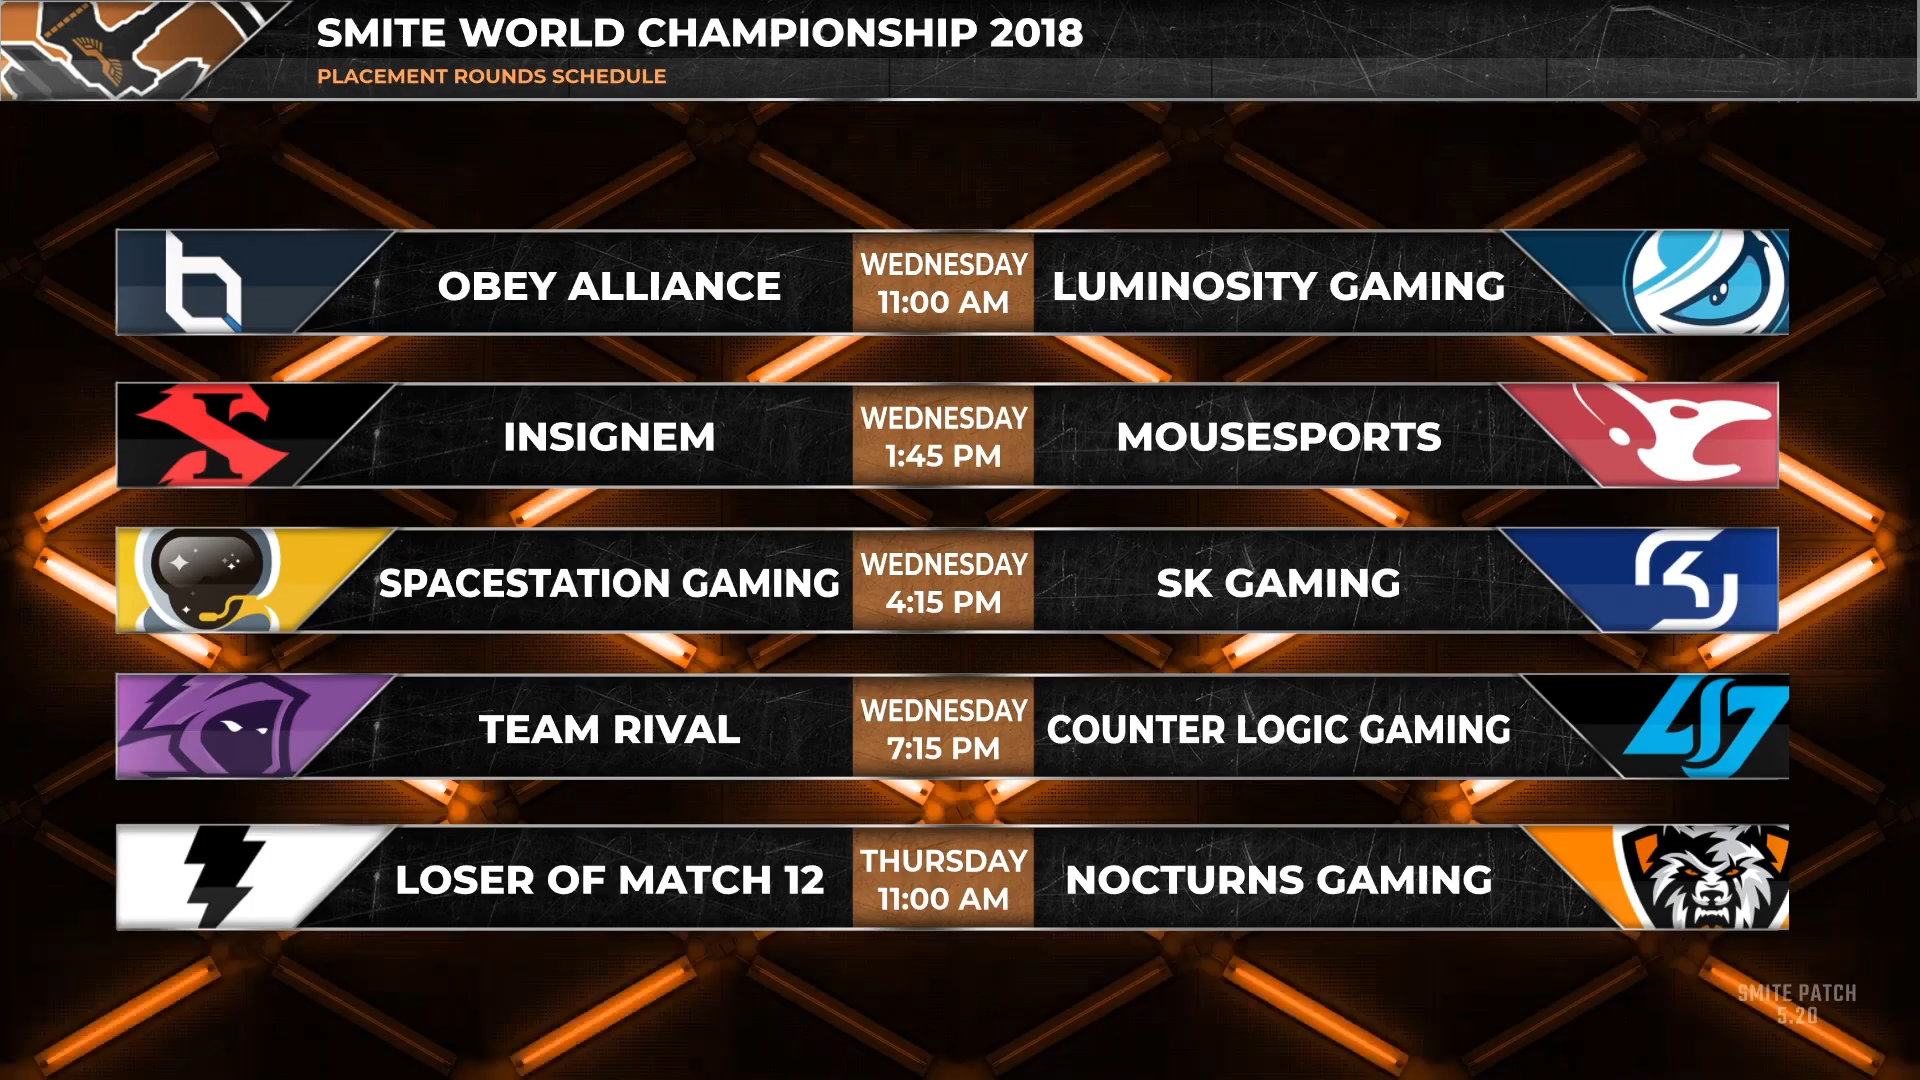 SMITE WORLD CHAMPIONSHIP 2018
PLACEMENT ROUNDS SCHEDULE
OBEY ALLIANCE
WEDNESDAY
11:00 AM
LUMINOSITY GAMING
INSIGNEM
WEDNESDAY
1:45 PM
MOUSESPORTS
SPACESTATION GAMING
WEDNESDAY
4:15 PM
SK GAMING
SK
TEAM RIVAL
WEDNESDAY
7:15 PM
COUNTER LOGIC GAMING
LOSER OF MATCH 12
THURSDAY
11:00 AM
NOCTURNS GAMING
SMITE PATCH
5.20